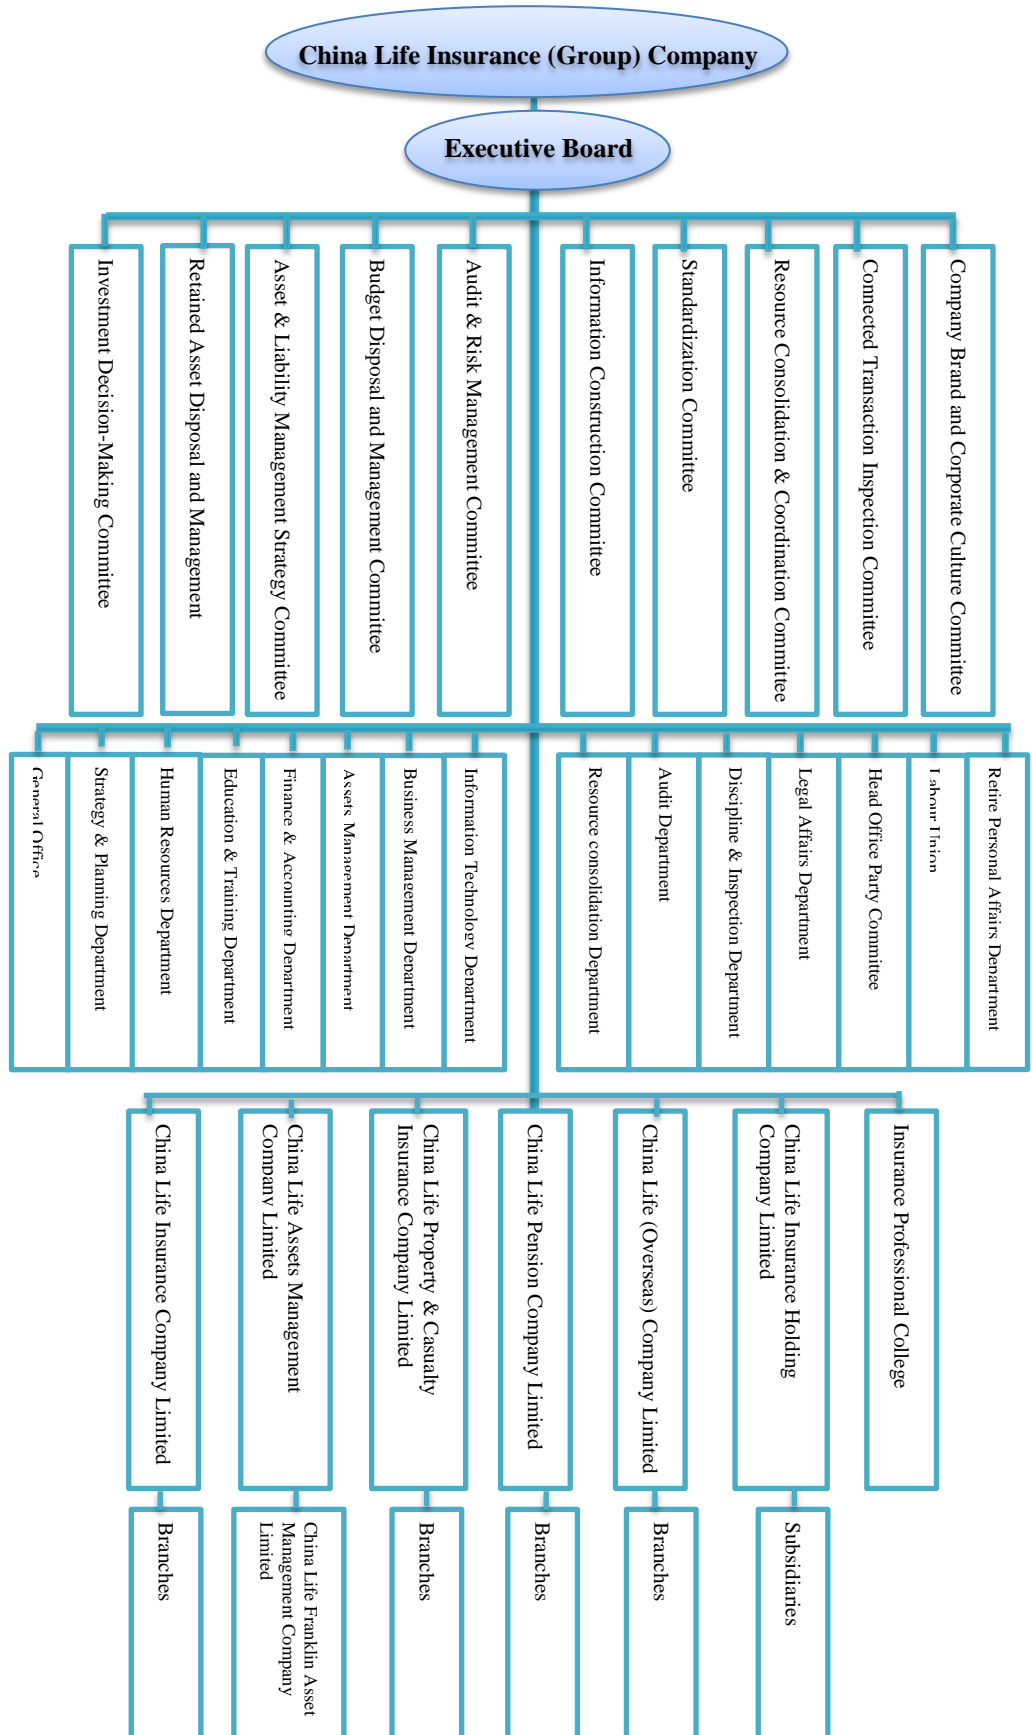 China Life Insurance (Group) Company
Executive Board
Investment Decision-Making Committee
Retained Asset Disposal and Management
Asset & Liability Management Strategy Committee
Budget Disposal and Management Committee
Audit & Risk Management Committee
Information Construction Committee
Standardization Committee
Resource Consolidation & Coordination Committee
Connected Transaction Inspection Committee
Company Brand and Corporate Culture Committee
General Office
Strategy & Planning Department
Human Resources Department
Education & Training Department
Finance & Accounting Department
Assets Management Department
Business Management Department
Information Technology Department
Resource consolidation Department
Audit Department
Discipline & Inspection Department
Legal Affairs Department
Head Office Party Committee
Labour Union
Retire Personal Affairs Department
China Life Insurance Company Limited
China Life Assets Management
Company Limited
China Life Property & Casualty
Insurance Company Limited
China Life Pension Company Limited
China Life (Overseas) Company Limited
China Life Insurance Holding
Company Limited
Insurance Professional College
Branches
China Life Franklin Asset
Management Company
Limited
Branches
Branches
Branches
Subsidiaries